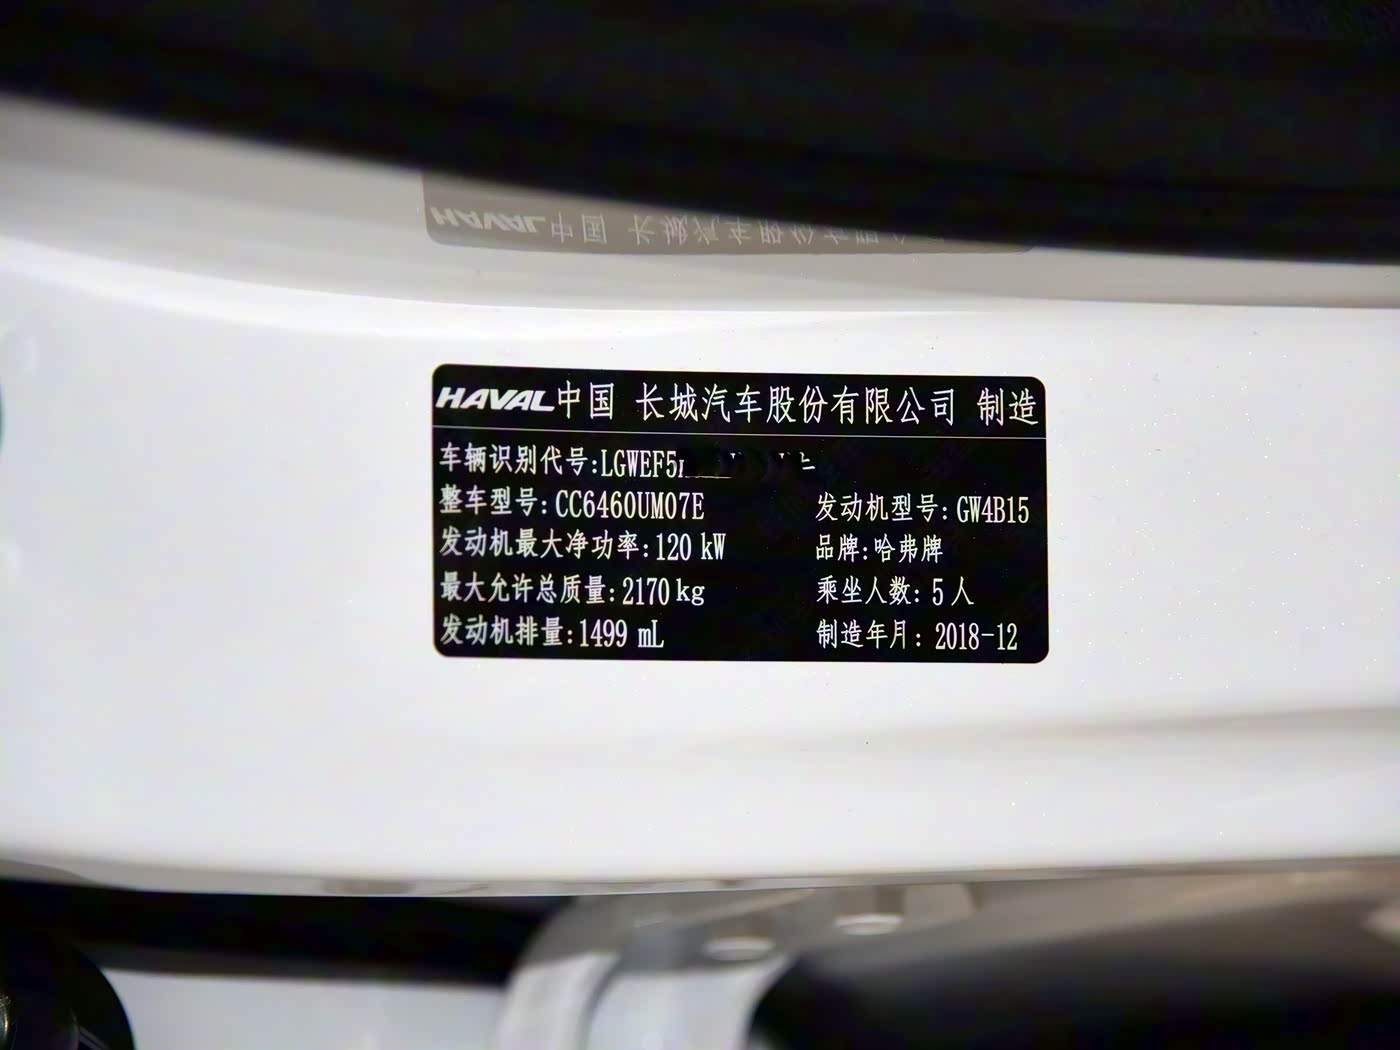 HAVAL中国 长城汽车股份有限公司 制造
车辆识别代号:LGWEF5
整车型号:CC6460UM07E 发动机型号:GW4B15
发动机最大净功率:120 kW 品牌:哈弗牌
最大允许总质量:2170kg 乘坐人数:5人
发动机排量:1499 mL 制造年月:2018-12